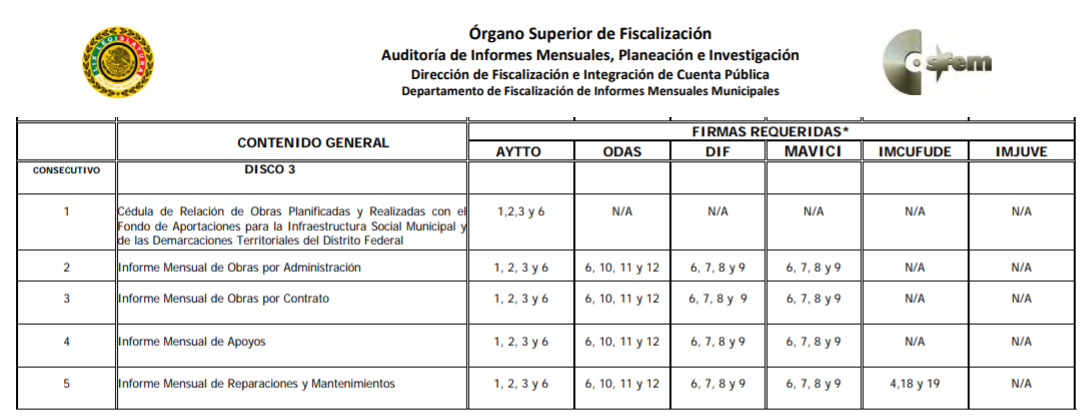 LIX LEGISLATURA
Órgano Superior de Fiscalización
Auditoría de Informes Mensuales, Planeación e Investigación
Dirección de Fiscalización e Integración de Cuenta Pública
Departamento de Fiscalización de Informes Mensuales Municipales
osfem
CONTENIDO GENERAL
FIRMAS REQUERIDAS*
AYTTO ODAS DIF MAVICI IMCUFUDE IMJUVE
CONSECUTIVO DISCO 3
1 Cédula de Relación de Obras Planificadas y Realizadas con el 1,2,3 y 6 N/A N/A N/A N/A N/A
Fondo de Aportaciones para la Infraestructura Social Municipal y
de las Demarcaciones Territoriales del Distrito Federal
2 Informe Mensual de Obras por Administración 1, 2, 3 y 6 6, 10, 11 y 12 6, 7, 8 y 9 6, 7, 8 y 9 N/A N/A
3 Informe Mensual de Obras por Contrato 1, 2, 3 y 6 6, 10, 11 y 12 6, 7, 8 y 9 6, 7, 8 y 9 N/A N/A
4 Informe Mensual de Apoyos 1, 2, 3 y 6 6, 10, 11 y 12 6, 7, 8 y 9 6, 7, 8 y 9 N/A N/A
5 Informe Mensual de Reparaciones y Mantenimientos 1, 2, 3 y 6 6, 10, 11 y 12 6, 7, 8 y 9 6, 7, 8 y 9 4,18 y 19 N/A